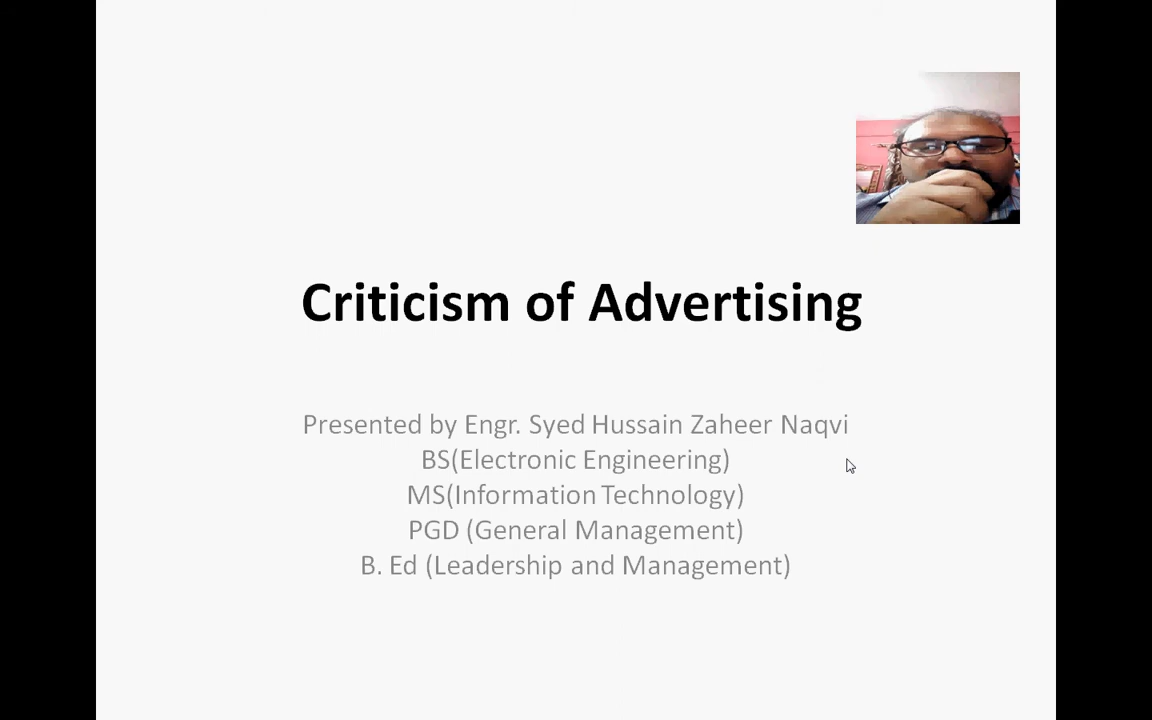 Criticism of Advertising
Presented by Engr. Syed Hussain Zaheer Naqvi
BS(Electronic Engineering)
MS(Information Technology)
PGD (General Management)
B. Ed (Leadership and Management)